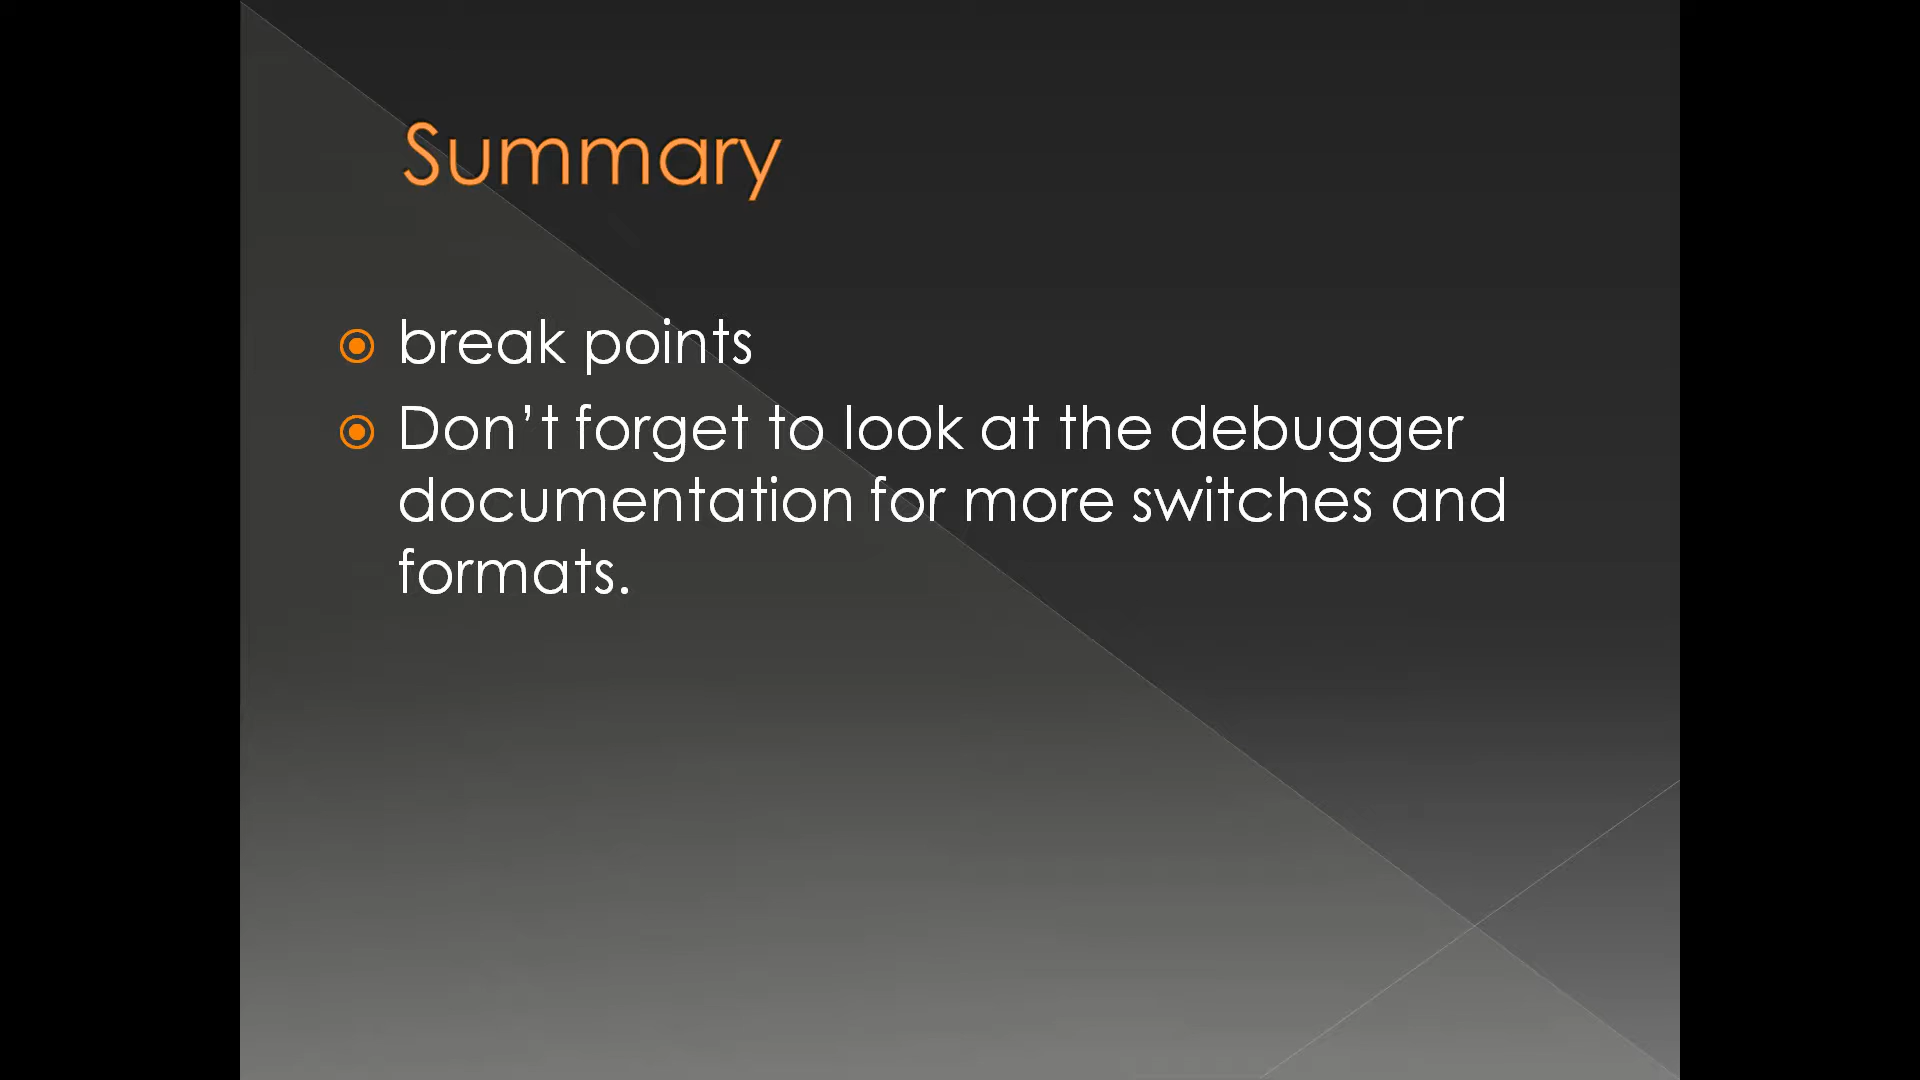 Summary
break points
Don’t forget to look at the debugger
documentation for more switches and
formats.